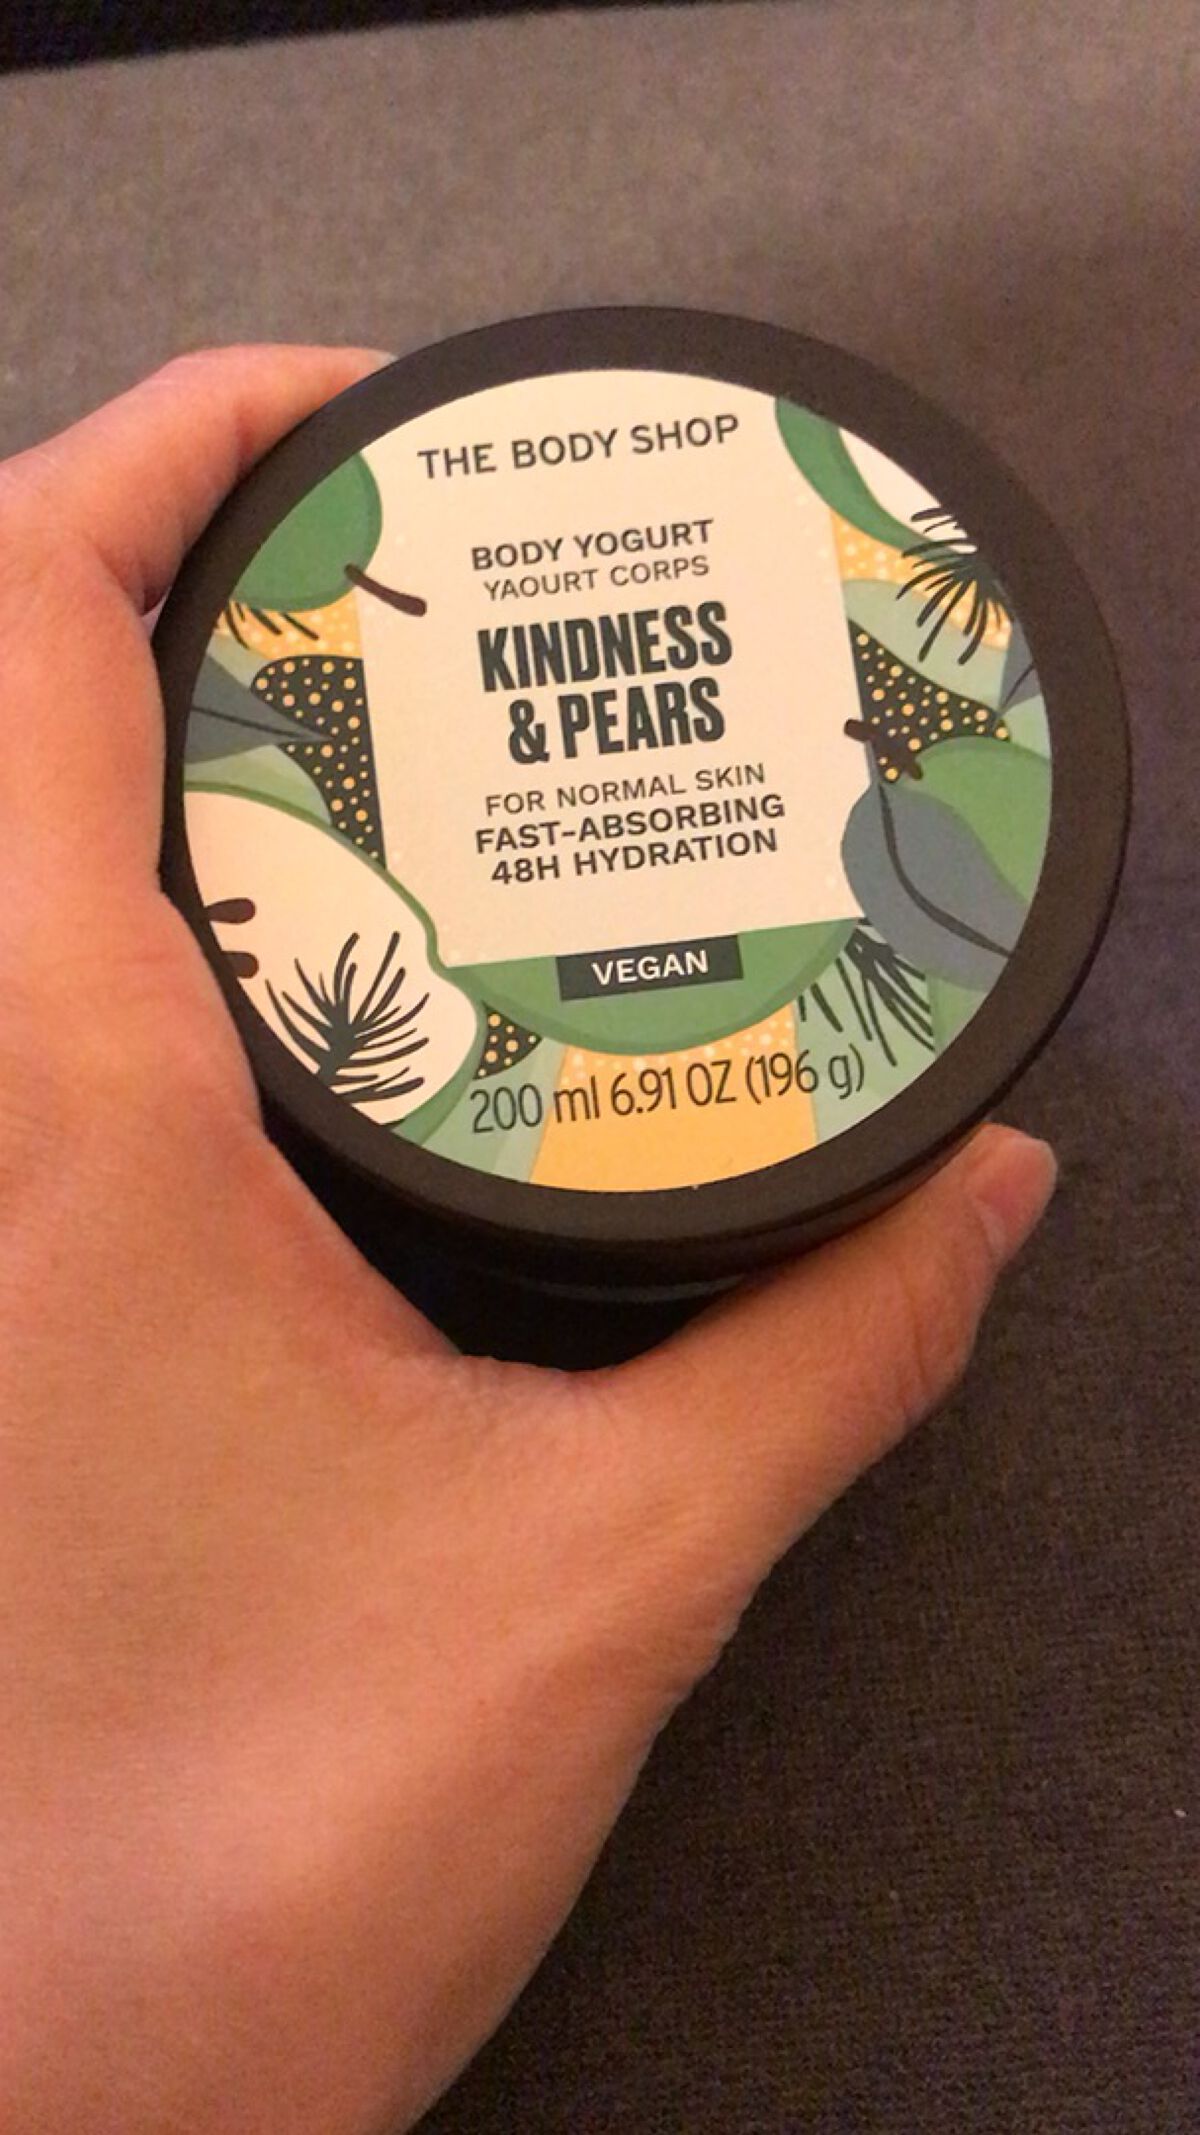 THE BODY SHOP
BODY YOGURT
YAOURT CORPS
KINDNESS
& PEARS
FOR NORMAL SKIN
FAST-ABSORBING
48H HYDRATION
VEGAN
200 ml 6.91 OZ (196 g)